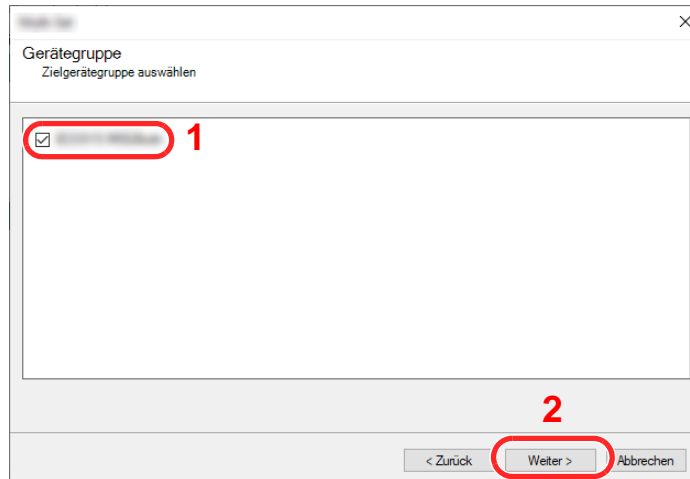 Gerätegruppe
Zielgerätegruppe auswählen
1
2
< Zurück Weiter > Abbrechen